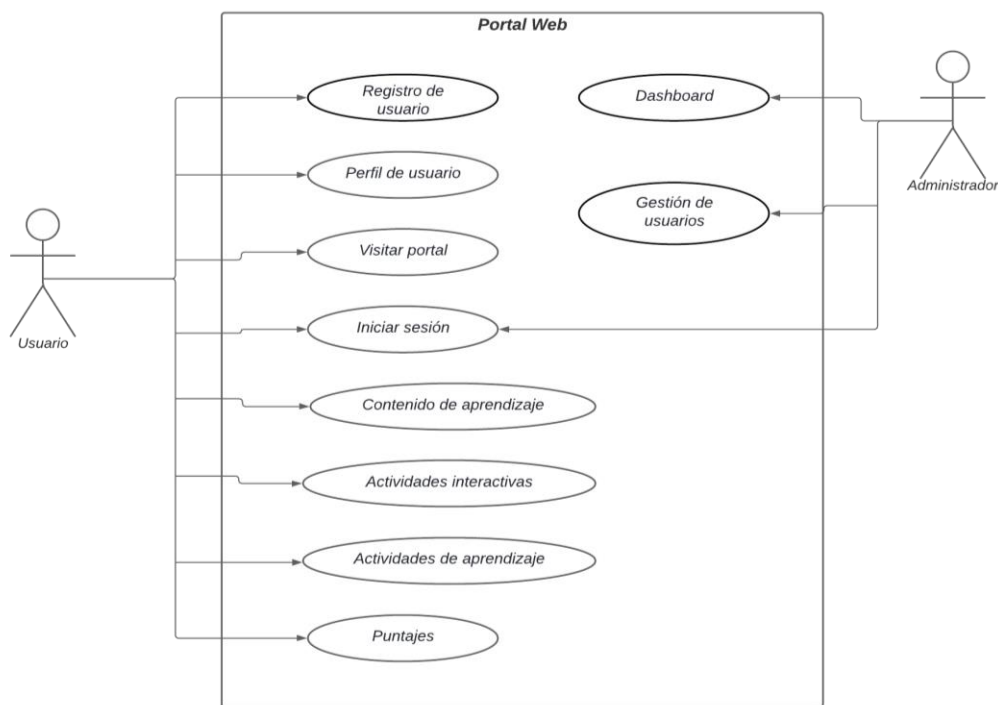 Portal Web
Registro de
usuario
Dashboard
Perfil de usuario
Administrador
Gestión de
usuarios
Visitar portal
Iniciar sesión
Usuario
Contenido de aprendizaje
Actividades interactivas
Actividades de aprendizaje
Puntajes